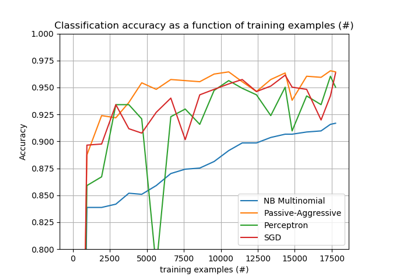 Classification accuracy as a function of training examples (#)
1.000
0.975
0.950
0.925
0.900
0.875
0.850
0.825
0.800
Accuracy
NB Multinomial
Passive-Aggressive
Perceptron
SGD
0 2500 5000 7500 10000 12500 15000 17500
training examples (#)